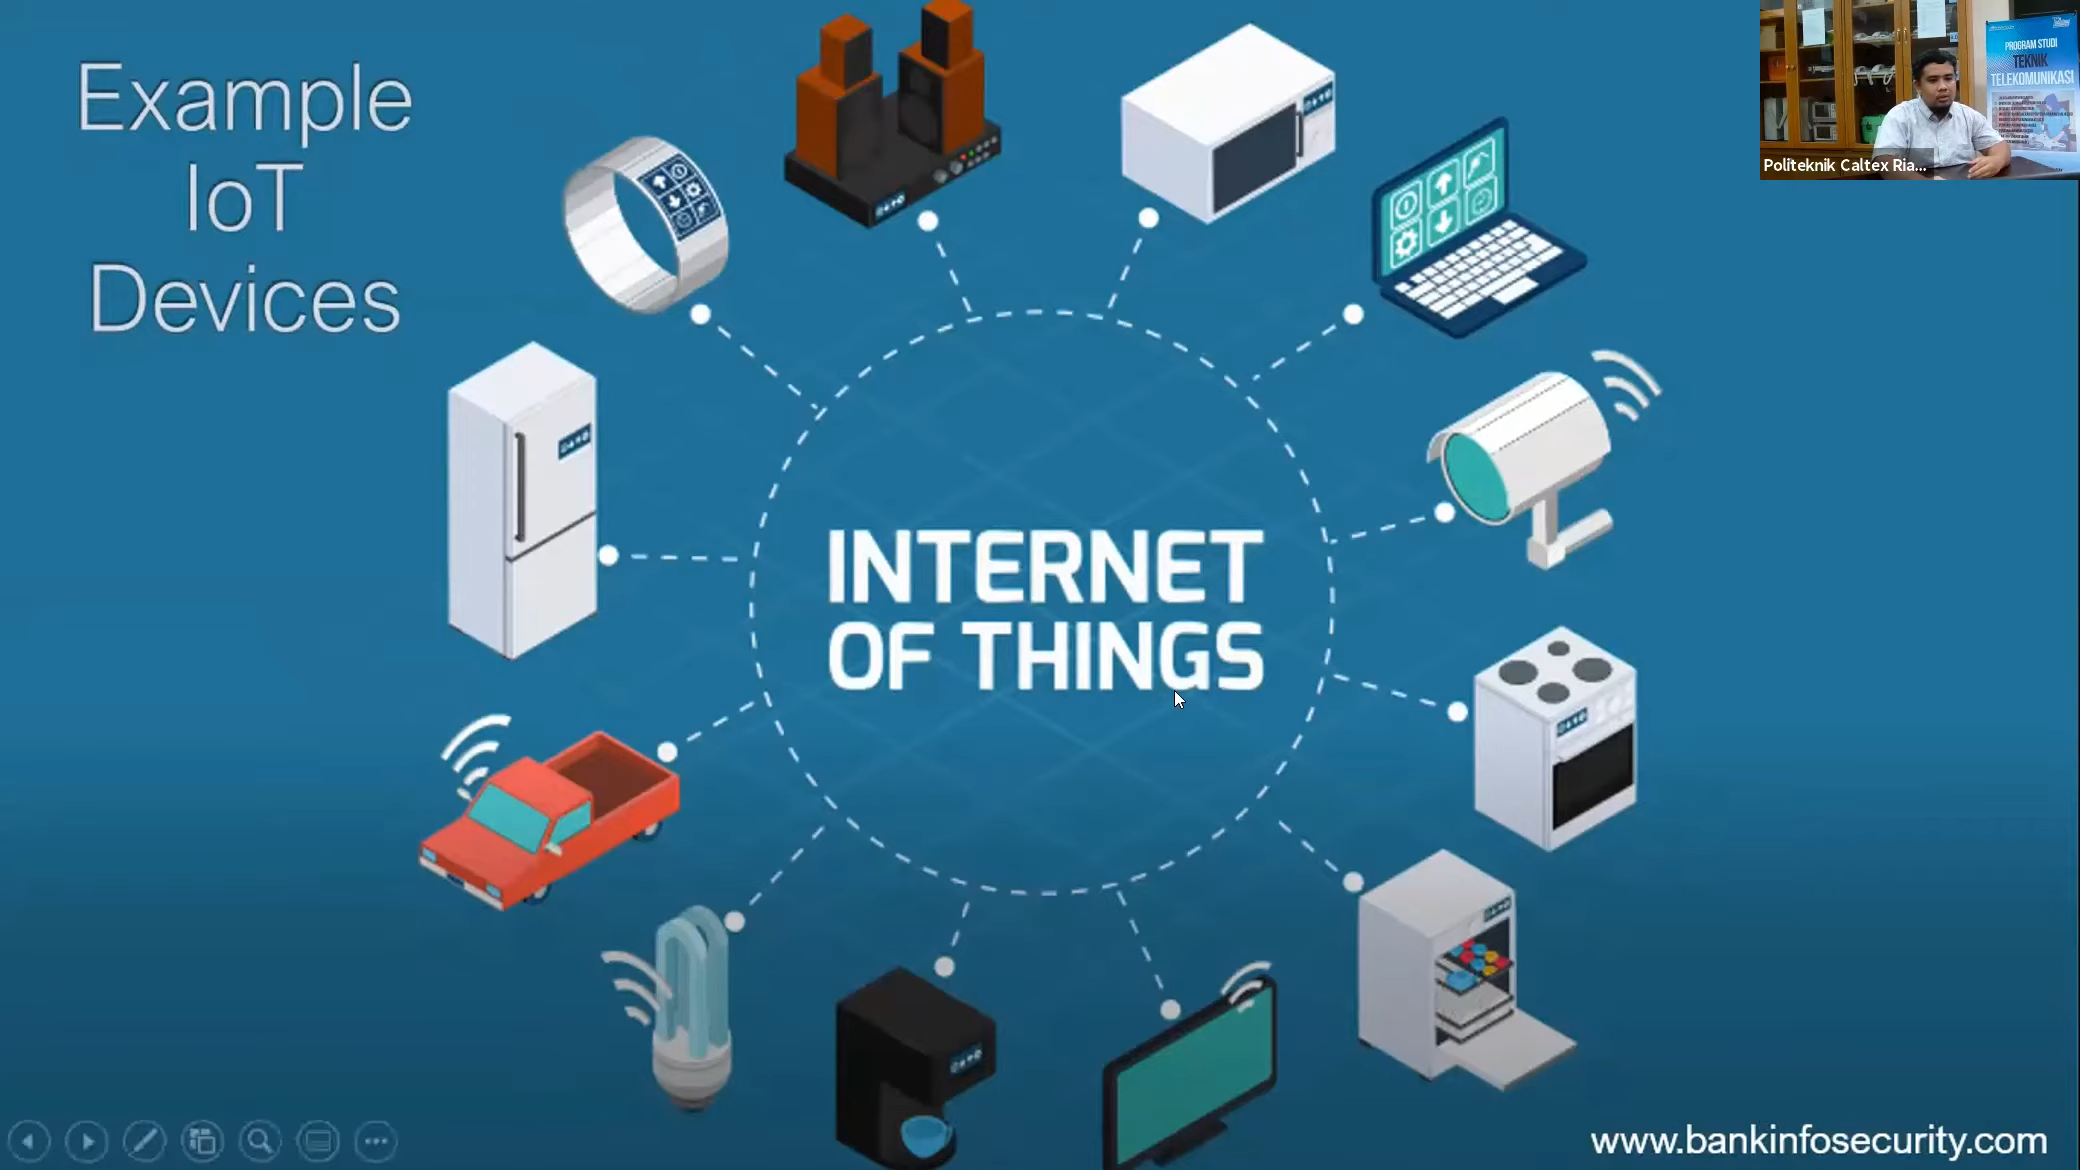 Example
IoT
Devices
INTERNET
OF THINGS
www.bankinfosecurity.com
PROGRAM STUDI
TEKNIK
TELEKOMUNIKASI
Politeknik Caltex Ria...